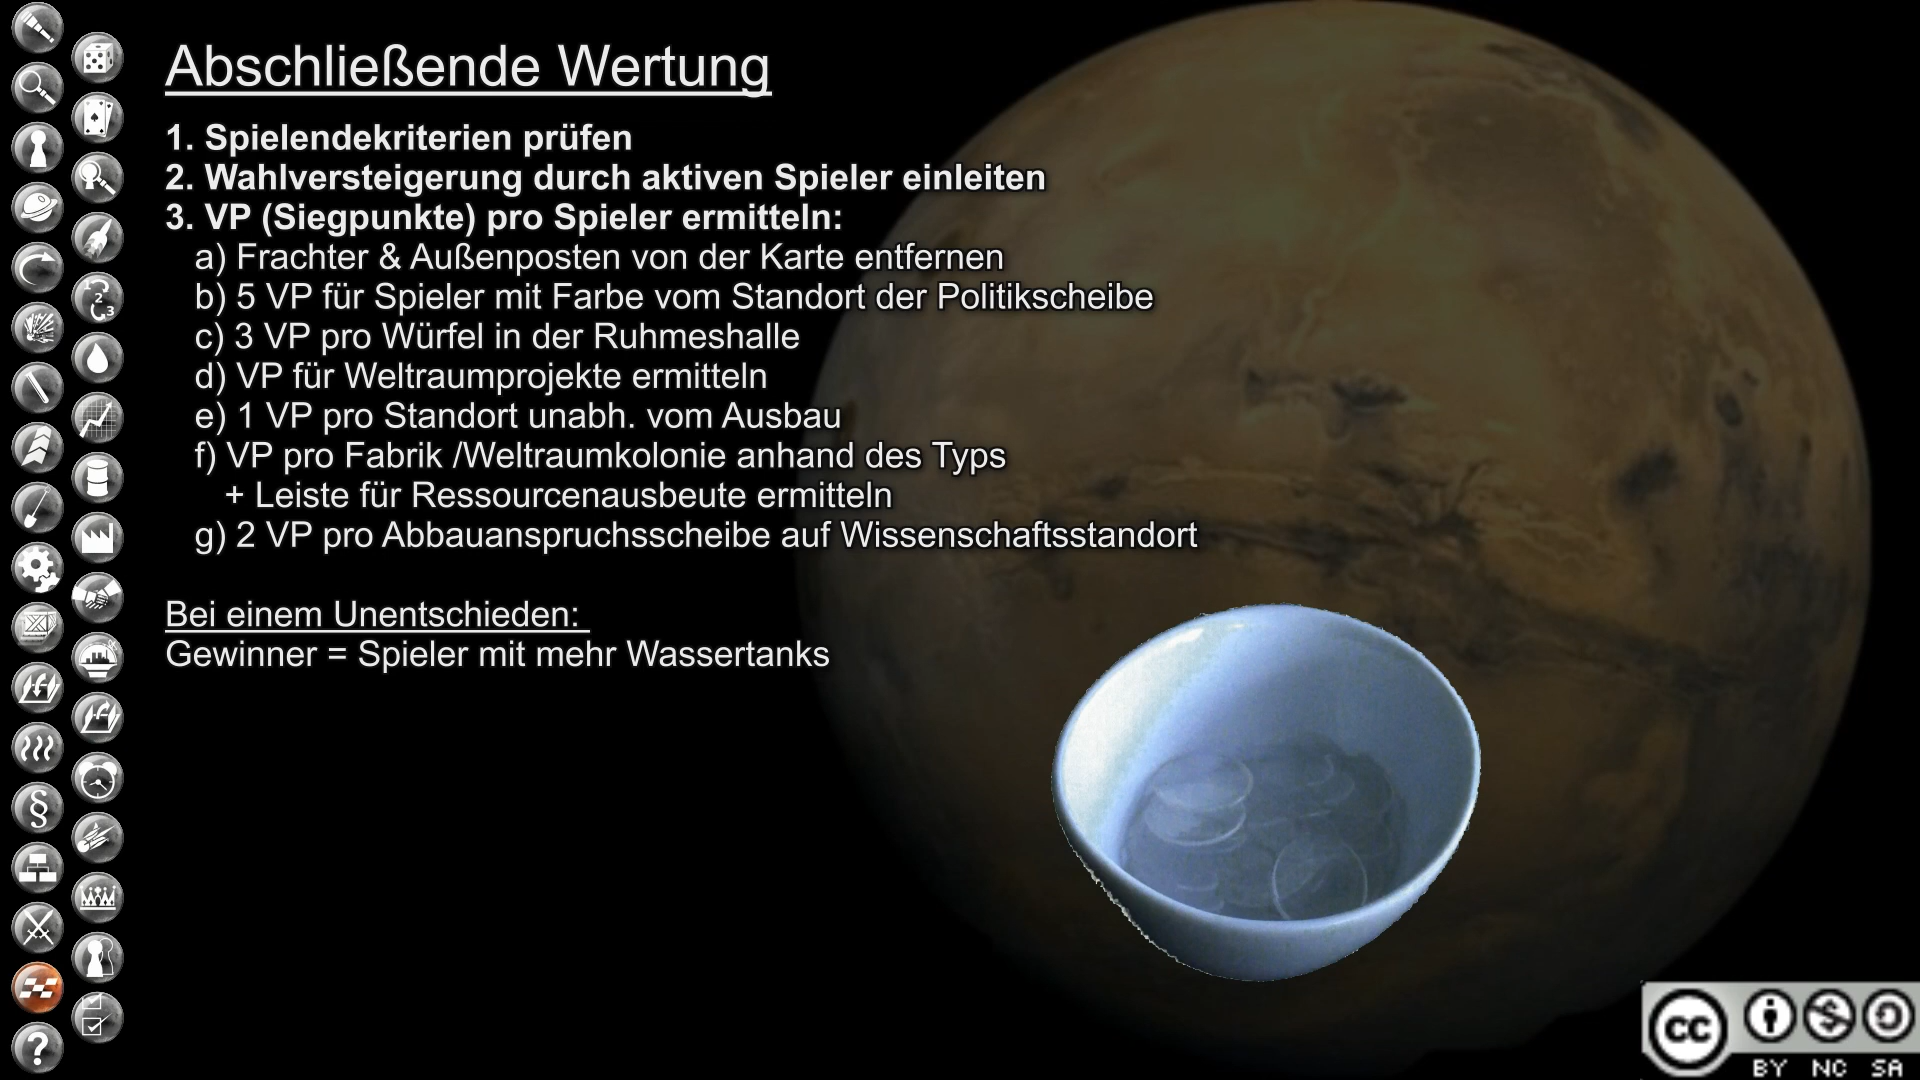 Abschließende Wertung
1. Spielendekriterien prüfen
2. Wahlversteigerung durch aktiven Spieler einleiten
3. VP (Siegpunkte) pro Spieler ermitteln:
a) Frachter & Außenposten von der Karte entfernen
b) 5 VP für Spieler mit Farbe vom Standort der Politikscheibe
c) 3 VP pro Würfel in der Ruhmeshalle
d) VP für Weltraumprojekte ermitteln
e) 1 VP pro Standort unabh. vom Ausbau
f) VP pro Fabrik /Weltraumkolonie anhand des Typs
+ Leiste für Ressourcenausbeute ermitteln
g) 2 VP pro Abbauanspruchsscheibe auf Wissenschaftsstandort
Bei einem Unentschieden:
Gewinner = Spieler mit mehr Wassertanks
1
2
3
§
?
cc
BY NC SA